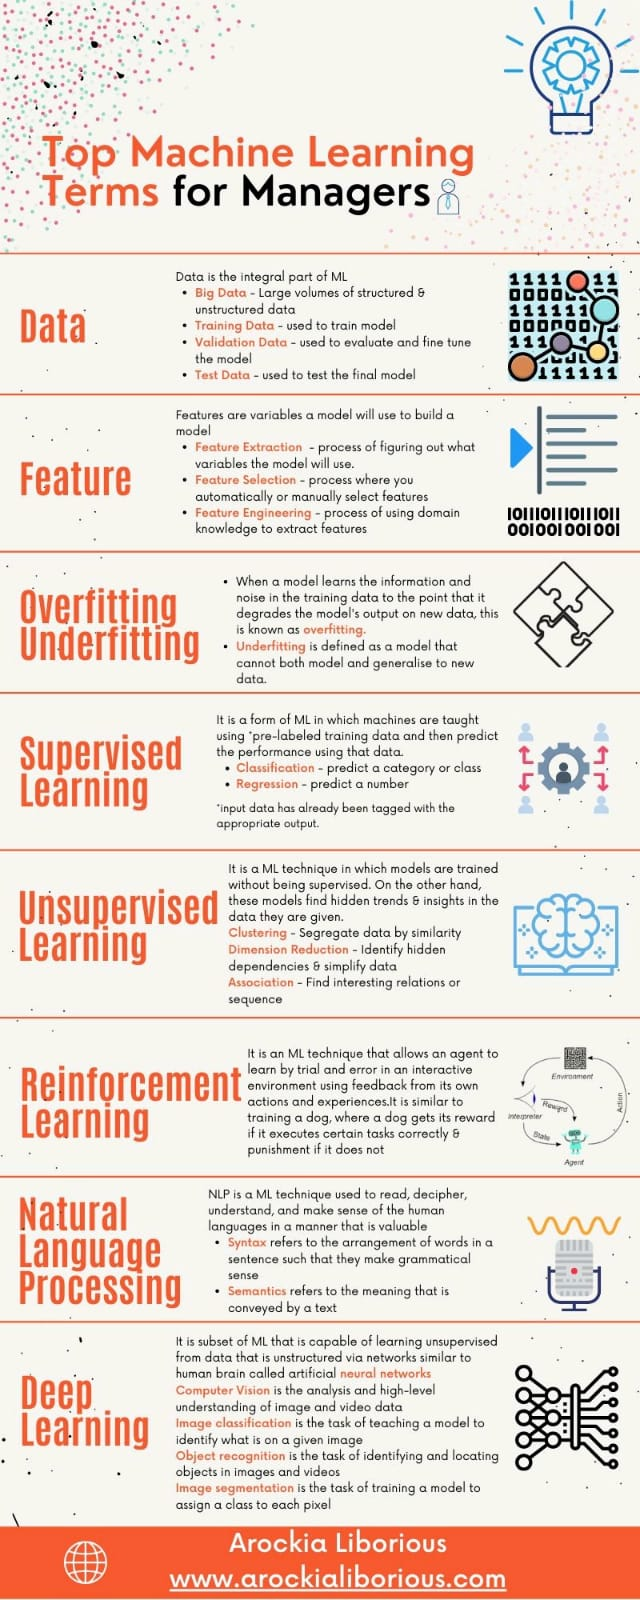 Top Machine Learning
Terms for Managers
Data
Data is the integral part of ML
• Big Data - Large volumes of structured &
unstructured data
• Training Data - used to train model
• Validation Data - used to evaluate and fine tune
the model
• Test Data - used to test the final model
Feature
Features are variables a model will use to build a
model
• Feature Extraction - process of figuring out what
variables the model will use.
• Feature Selection - process where you
automatically or manually select features
• Feature Engineering - process of using domain
knowledge to extract features
Overfitting
Underfitting
• When a model learns the information and
noise in the training data to the point that it
degrades the model's output on new data, this
is known as overfitting.
• Underfitting is defined as a model that
cannot both model and generalise to new
data.
Supervised
Learning
It is a form of ML in which machines are taught
using *pre-labeled training data and then predict
the performance using that data.
• Classification - predict a category or class
• Regression - predict a number
*input data has already been tagged with the
appropriate output.
Unsupervised
Learning
It is a ML technique in which models are trained
without being supervised. On the other hand,
these models find hidden trends & insights in the
data they are given.
Clustering - Segregate data by similarity
Dimension Reduction - Identify hidden
dependencies & simplify data
Association - Find interesting relations or
sequence
Reinforcement
Learning
It is an ML technique that allows an agent to
learn by trial and error in an interactive
environment using feedback from its own
actions and experiences.It is similar to
training a dog, where a dog gets its reward
if it executes certain tasks correctly &
punishment if it does not
Environment
Reward
Interpreter
Action
State
Agent
Natural
Language
Processing
NLP is a ML technique used to read, decipher,
understand, and make sense of the human
languages in a manner that is valuable
• Syntax refers to the arrangement of words in a
sentence such that they make grammatical
sense
• Semantics refers to the meaning that is
conveyed by a text
Deep
Learning
It is subset of ML that is capable of learning unsupervised
from data that is unstructured via networks similar to
human brain called artificial neural networks
Computer Vision is the analysis and high-level
understanding of image and video data
Image classification is the task of teaching a model to
identify what is on a given image
Object recognition is the task of identifying and locating
objects in images and videos
Image segmentation is the task of training a model to
assign a class to each pixel
Arockia Liborious
www.arockialiborious.com